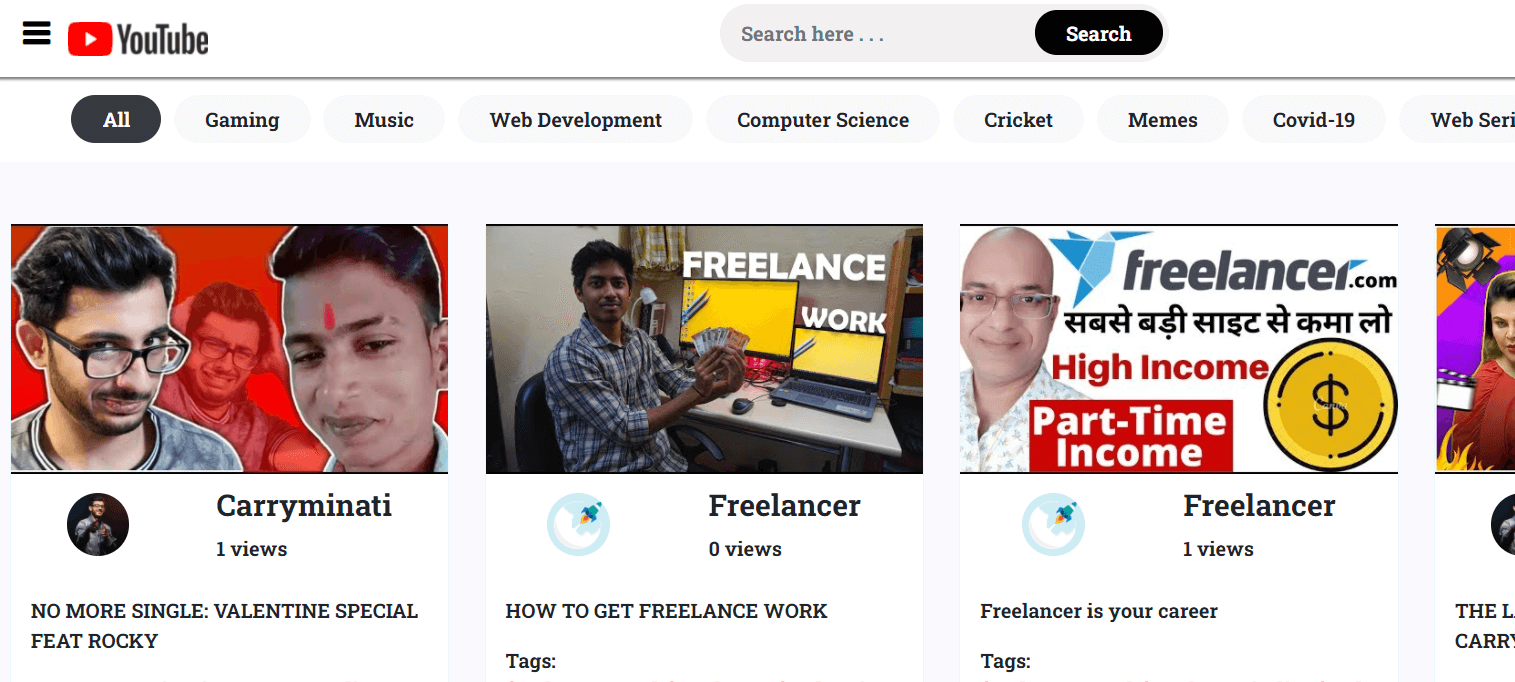 YouTube
Search here . . .
Search
All
Gaming
Music
Web Development
Computer Science
Cricket
Memes
Covid-19
Web Seri
FREELANCE
WORK
freelancer.com
सबसे बड़ी साइट से कमा लो
High Income
Part-Time
Income
Carryminati
1 views
NO MORE SINGLE: VALENTINE SPECIAL
FEAT ROCKY
Freelancer
0 views
HOW TO GET FREELANCE WORK
Tags:
Freelancer
1 views
Freelancer is your career
Tags:
THE L
CARRY